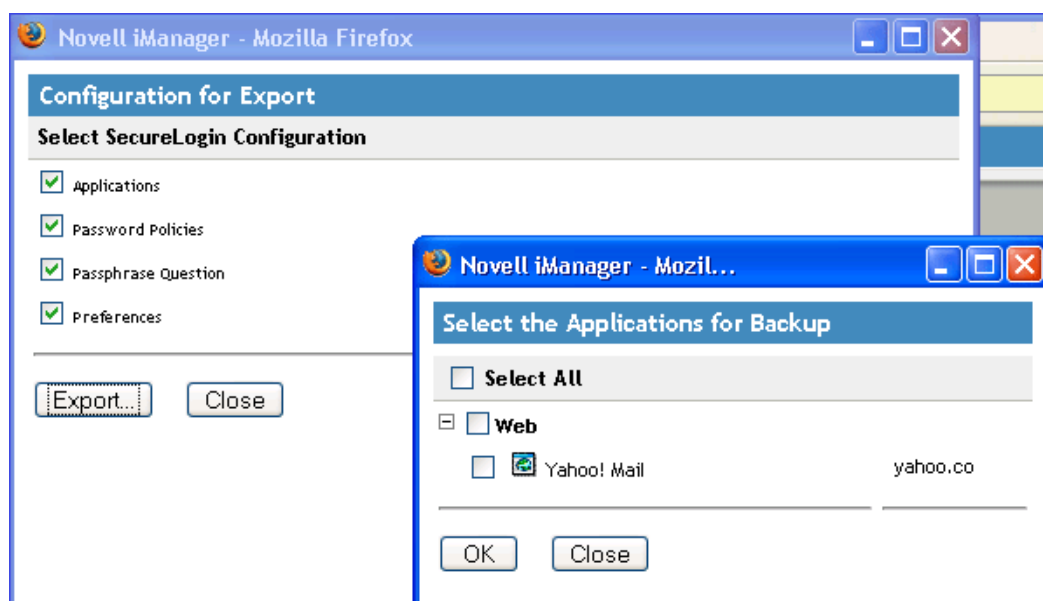 Novell iManager - Mozilla Firefox
Configuration for Export
Select SecureLogin Configuration
Applications
Password Policies
Passphrase Question
Preferences
Export...
Close
Novell iManager - Mozil...
Select the Applications for Backup
Select All
Web
Yahoo! Mail yahoo.co
OK
Close